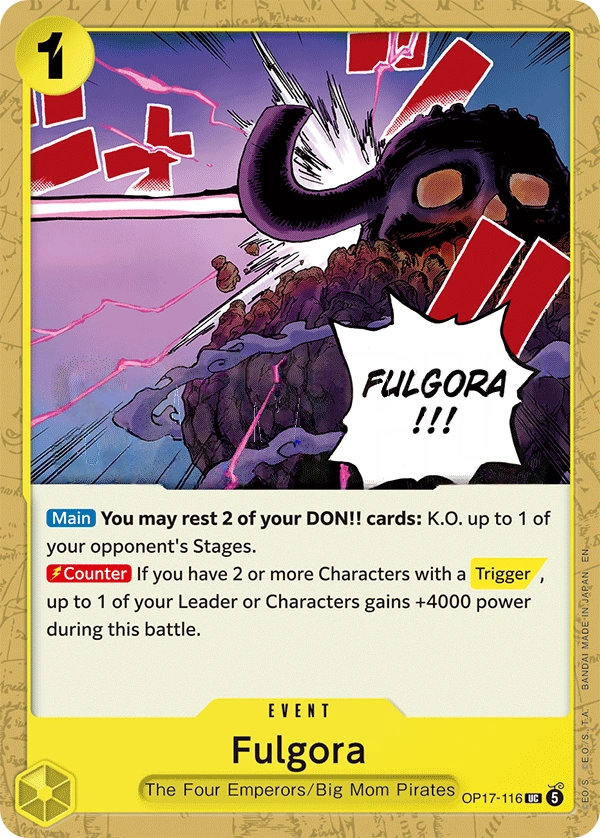 1
FULGORA
!!!
Main You may rest 2 of your DON!! cards: K.O. up to 1 of
your opponent's Stages.
Counter If you have 2 or more Characters with a Trigger ,
up to 1 of your Leader or Characters gains +4000 power
during this battle.
EVENT
Fulgora
The Four Emperors/Big Mom Pirates
OP17-116 UC 5
BANDAI MADE IN JAPAN EN